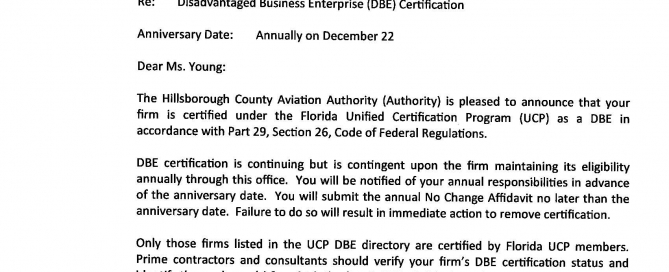 Re: Disadvantaged Business Enterprise (DBE) Certification
Anniversary Date: Annually on December 22
Dear Ms. Young:
The Hillsborough County Aviation Authority (Authority) is pleased to announce that your
firm is certified under the Florida Unified Certification Program (UCP) as a DBE in
accordance with Part 29, Section 26, Code of Federal Regulations.
DBE certification is continuing but is contingent upon the firm maintaining its eligibility
annually through this office. You will be notified of your annual responsibilities in advance
of the anniversary date. You will submit the annual No Change Affidavit no later than the
anniversary date. Failure to do so will result in immediate action to remove certification.
Only those firms listed in the UCP DBE directory are certified by Florida UCP members.
Prime contractors and consultants should verify your firm's DBE certification status and